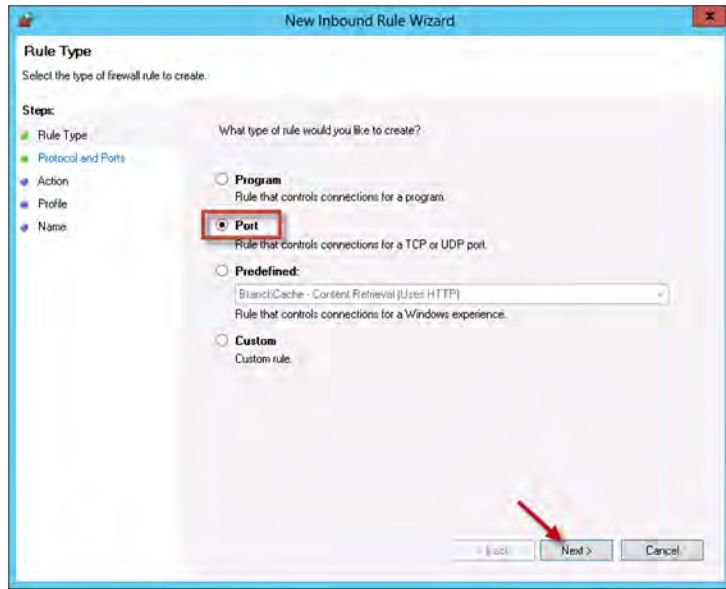 New Inbound Rule Wizard
Rule Type
Select the type of firewall rule to create.
Steps:
Rule Type
Protocol and Ports
Action
Profile
Name
What type of rule would you like to create?
Program
Rule that controls connections for a program.
Port
Rule that controls connections for a TCP or UDP port.
Predefined:
BranchCache - Content Retrieval (Uses HTTP)
Rule that controls connections for a Windows experience.
Custom
Custom rule.
< Back
Next >
Cancel